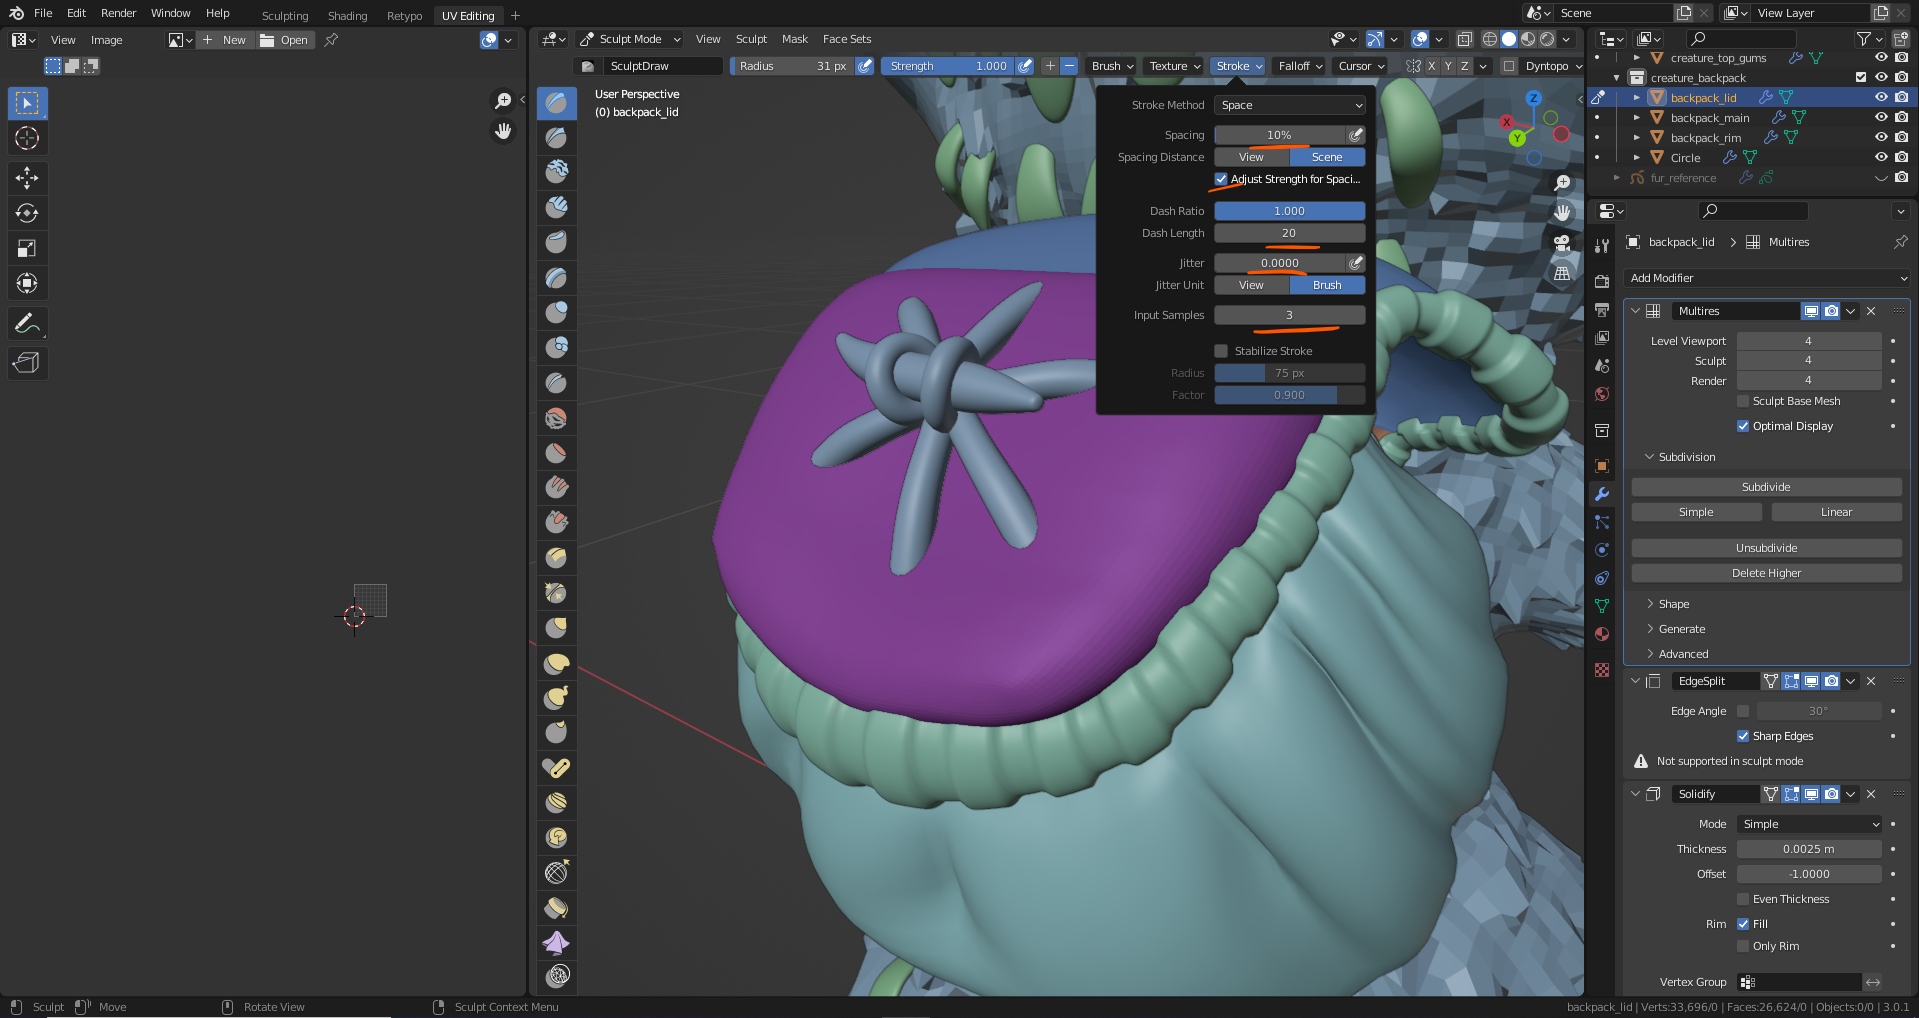 File Edit Render Window Help Sculpting Shading Retypo UV Editing Scene View Layer
View Image New Open Sculpt Mode View Sculpt Mask Face Sets
SculptDraw Radius 31 px Strength 1.000 Brush Texture Stroke Falloff Cursor X Y Z Dyntopo
User Perspective
(0) backpack_lid
Stroke Method Space
Spacing 10%
Spacing Distance View Scene
Adjust Strength for Spaci...
Dash Ratio 1.000
Dash Length 20
Jitter 0.0000
Jitter Unit View Brush
Input Samples 3
Stabilize Stroke
Radius 75 px
Factor 0.900
Z
X
Y
creature_top_gums
creature_backpack
backpack_lid
backpack_main
backpack_rim
Circle
fur_reference
backpack_lid Multires
Add Modifier
Multires
Level Viewport 4
Sculpt 4
Render 4
Sculpt Base Mesh
Optimal Display
Subdivision
Subdivide
Simple Linear
Unsubdivide
Delete Higher
Shape
Generate
Advanced
EdgeSplit
Edge Angle 30°
Sharp Edges
Not supported in sculpt mode
Solidify
Mode Simple
Thickness 0.0025 m
Offset -1.0000
Even Thickness
Rim Fill
Only Rim
Vertex Group
Sculpt Move Rotate View Sculpt Context Menu backpack_lid | Verts:33,696/0 | Faces:26,624/0 | Objects:0/0 | 3.0.1